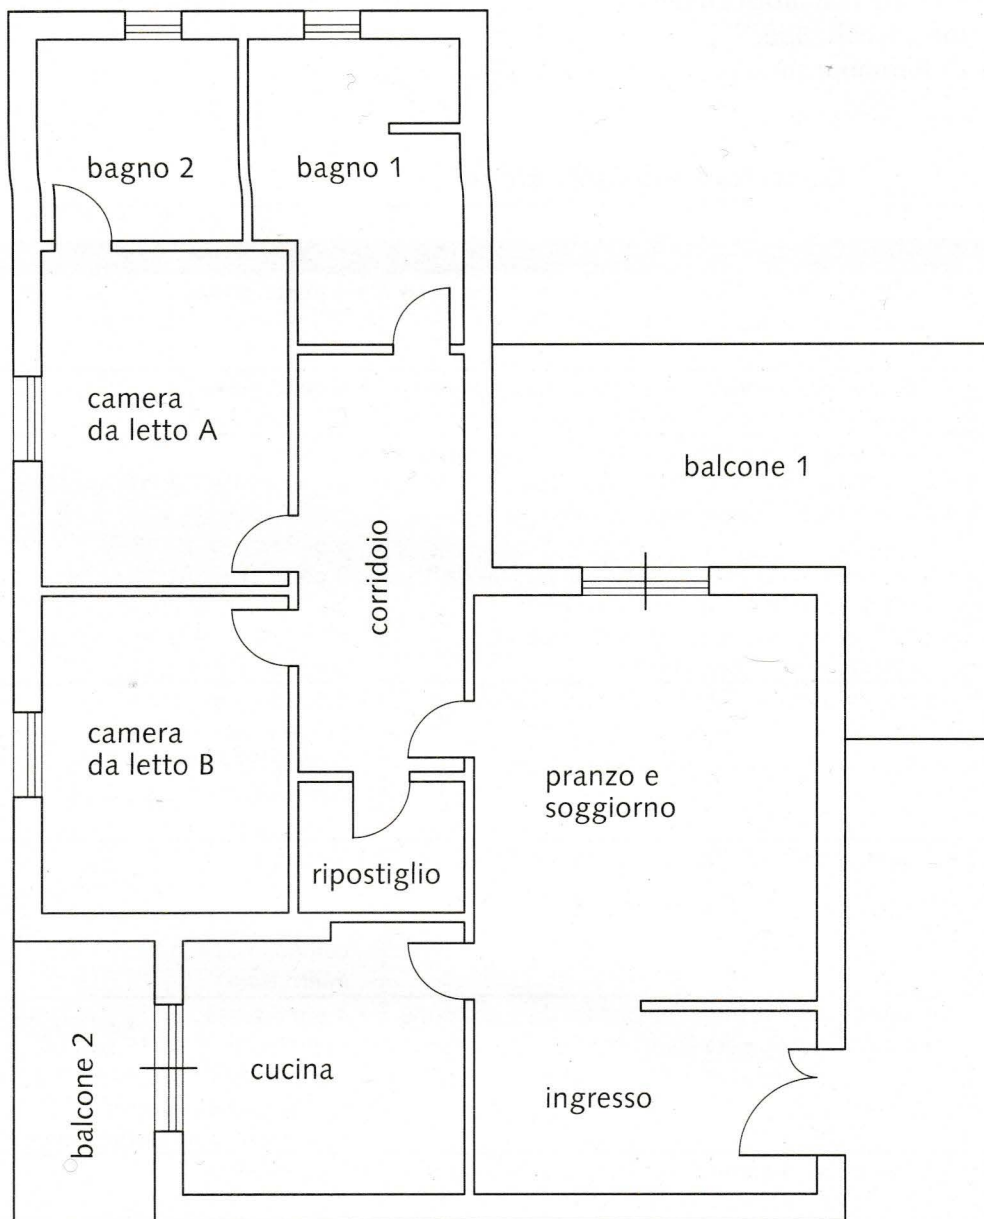 bagno 2
bagno 1
camera
da letto A
balcone 1
corridoio
camera
da letto B
pranzo e
soggiorno
ripostiglio
balcone 2
cucina
ingresso